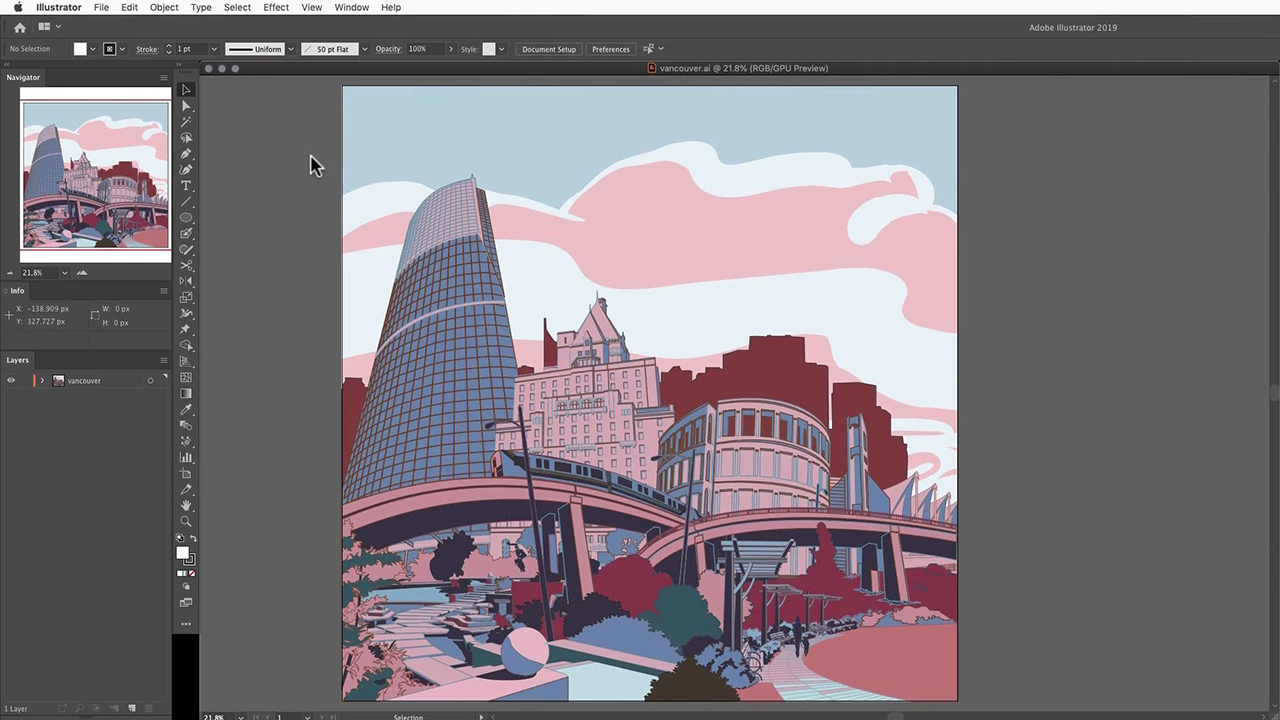 Illustrator File Edit Object Type Select Effect View Window Help
Adobe Illustrator 2019
No Selection Stroke: 1 pt Uniform 50 pt Flat Opacity: 100% Style: Document Setup Preferences
vancouver.ai @ 21.8% (RGB/GPU Preview)
Navigator
21.8%
Info
X: -138.909 px W: 0 px
Y: 327.727 px H: 0 px
Layers
vancouver
1 Layer
21.8% 1 Selection